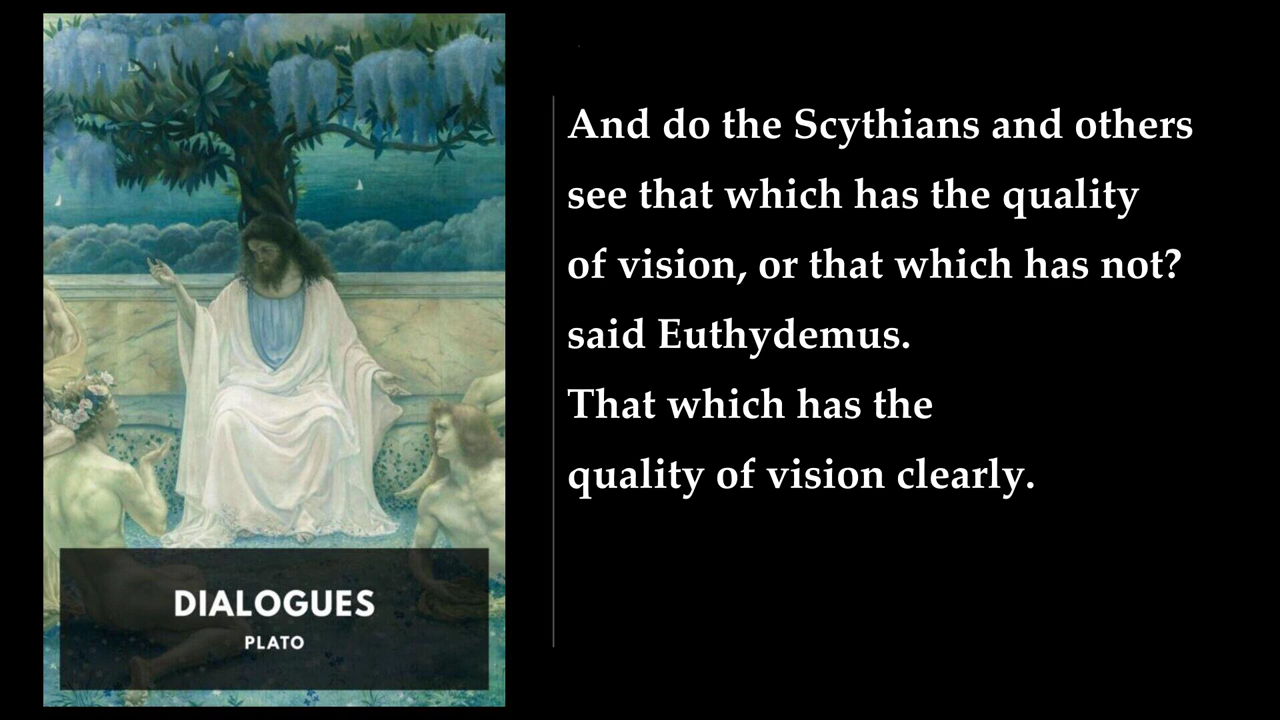 And do the Scythians and others
see that which has the quality
of vision, or that which has not?
said Euthydemus.
That which has the
quality of vision clearly.
DIALOGUES
PLATO